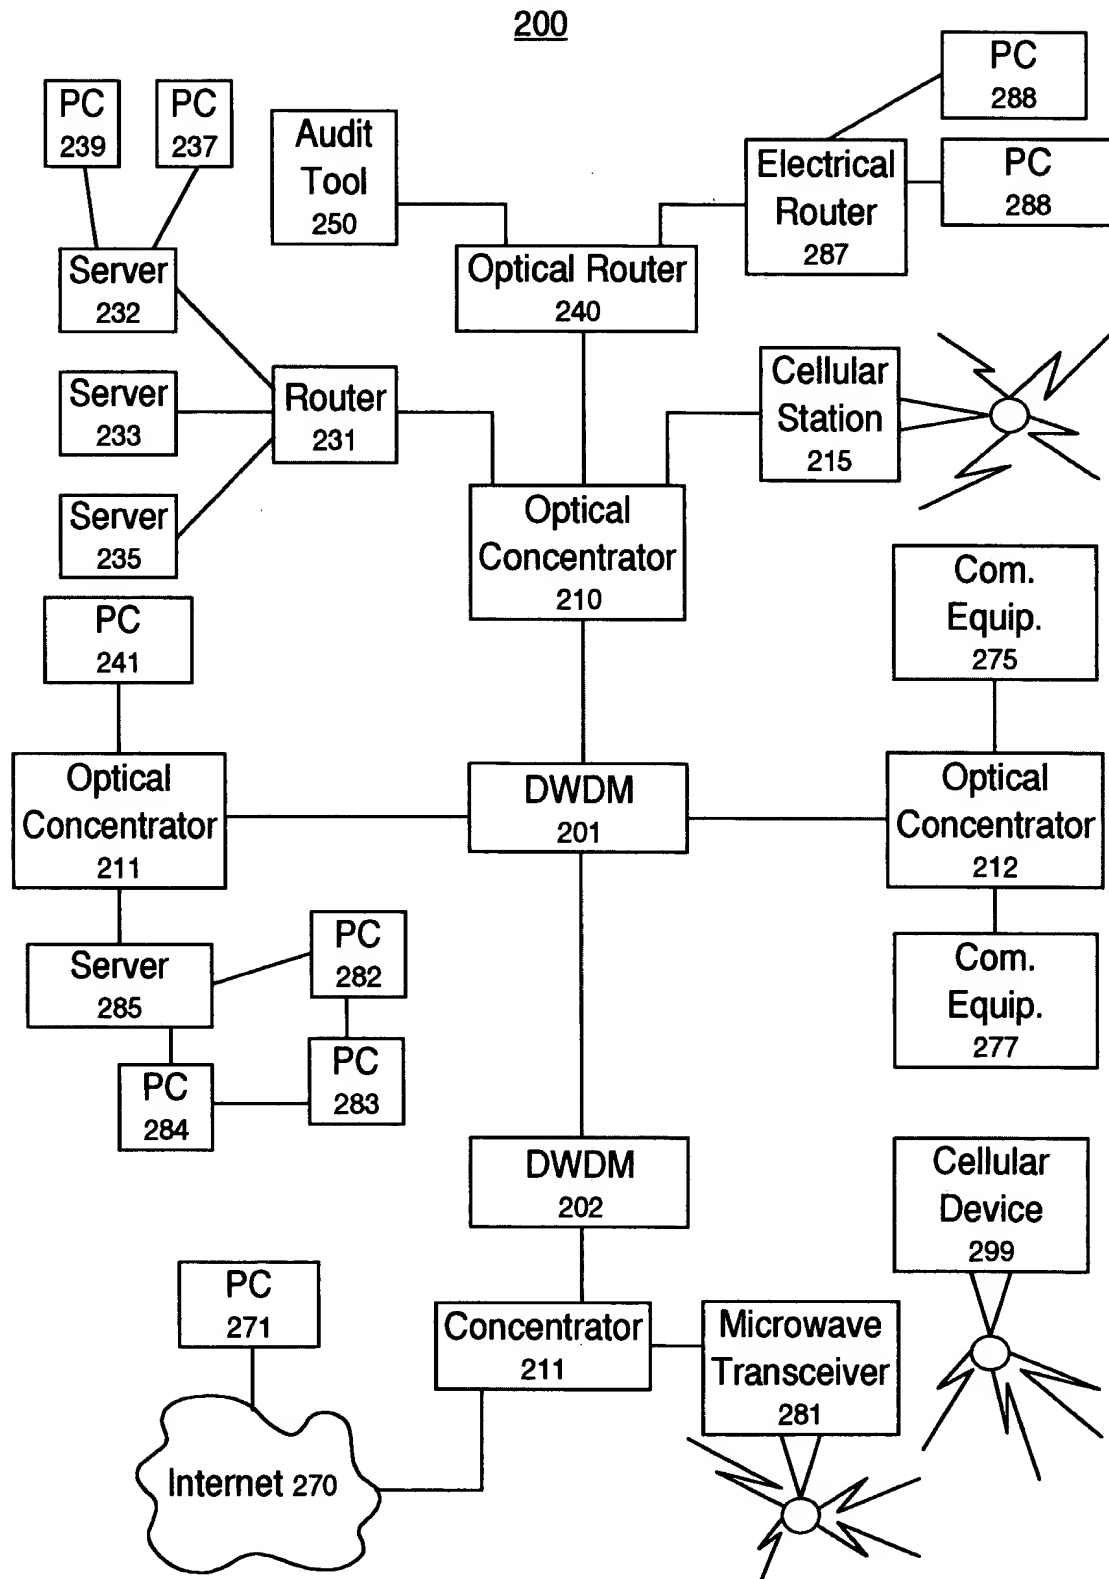 200
PC
239
PC
237
Audit
Tool
250
PC
288
Electrical
Router
287
PC
288
Server
232
Optical Router
240
Server
233
Router
231
Cellular
Station
215
Server
235
Optical
Concentrator
210
Com.
Equip.
275
PC
241
Optical
Concentrator
211
DWDM
201
Optical
Concentrator
212
Server
285
PC
282
Com.
Equip.
277
PC
284
PC
283
DWDM
202
Cellular
Device
299
PC
271
Concentrator
211
Microwave
Transceiver
281
Internet 270